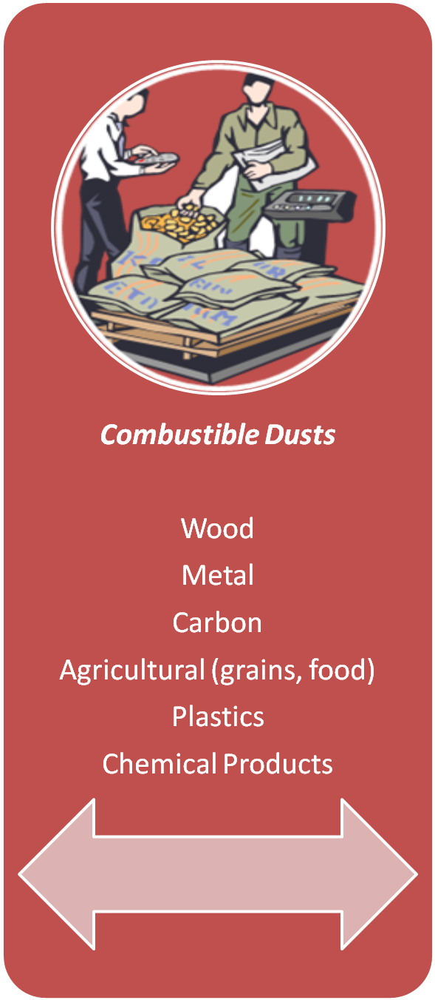 Combustible Dusts
Wood
Metal
Carbon
Agricultural (grains, food)
Plastics
Chemical Products